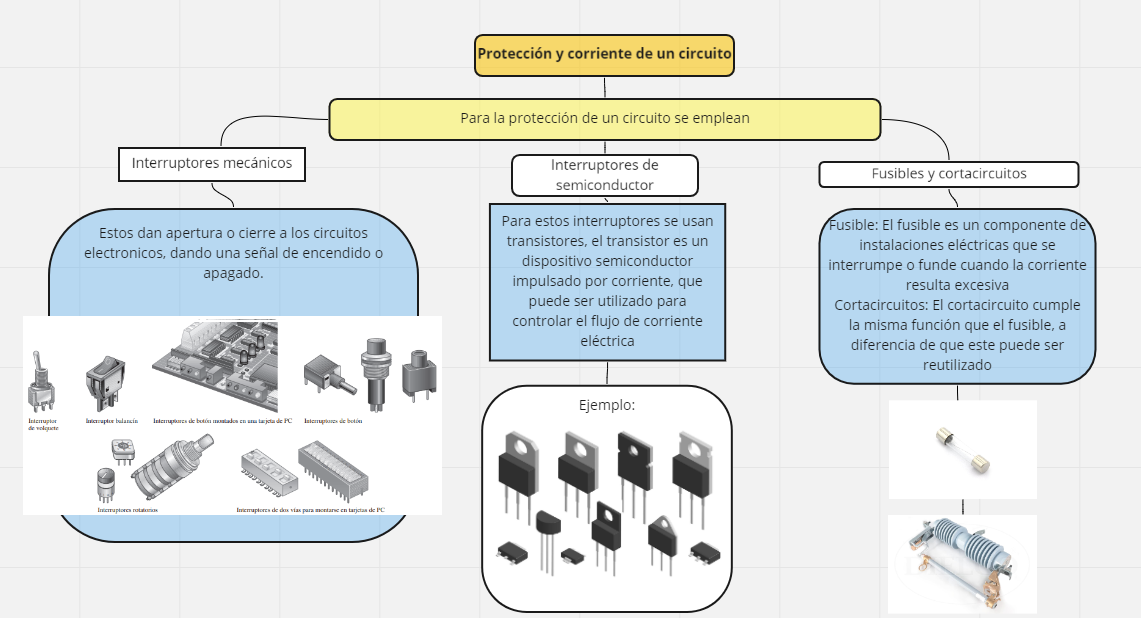 Protección y corriente de un circuito
Para la protección de un circuito se emplean
Interruptores mecánicos
Estos dan apertura o cierre a los circuitos
electronicos, dando una señal de encendido o
apagado.
Interruptor
de volquete
Interruptor balancín
Interruptores de botón montados en una tarjeta de PC
Interruptores de botón
Interruptores rotatorios
Interruptores de dos vías para montarse en tarjetas de PC
Interruptores de
semiconductor
Para estos interruptores se usan
transistores, el transistor es un
dispositivo semiconductor
impulsado por corriente, que
puede ser utilizado para
controlar el flujo de corriente
eléctrica
Ejemplo:
Fusibles y cortacircuitos
Fusible: El fusible es un componente de
instalaciones eléctricas que se
interrumpe o funde cuando la corriente
resulta excesiva
Cortacircuitos: El cortacircuito cumple
la misma función que el fusible, a
diferencia de que este puede ser
reutilizado